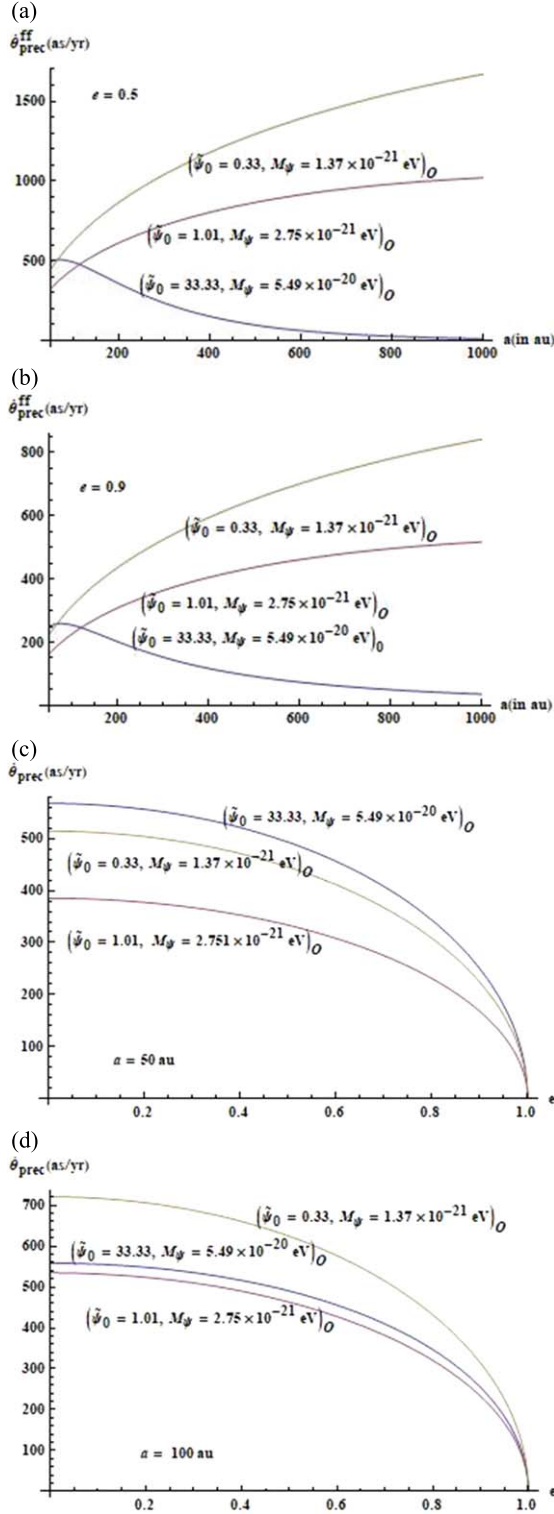 (a)
θ̇ᶠᶠprec(as/yr)
e = 0.5
1500
1000
500
(ψ̃₀ = 0.33, Mψ = 1.37×10⁻²¹ eV)O
(ψ̃₀ = 1.01, Mψ = 2.75×10⁻²¹ eV)O
(ψ̃₀ = 33.33, Mψ = 5.49×10⁻²⁰ eV)O
200 400 600 800 1000 a(in au)
(b)
θ̇ᶠᶠprec(as/yr)
e = 0.9
800
600
400
200
(ψ̃₀ = 0.33, Mψ = 1.37×10⁻²¹ eV)O
(ψ̃₀ = 1.01, Mψ = 2.75×10⁻²¹ eV)O
(ψ̃₀ = 33.33, Mψ = 5.49×10⁻²⁰ eV)0
200 400 600 800 1000 a(in au)
(c)
θ̇prec(as/yr)
500
400
300
200
100
(ψ̃₀ = 33.33, Mψ = 5.49×10⁻²⁰ eV)O
(ψ̃₀ = 0.33, Mψ = 1.37×10⁻²¹ eV)O
(ψ̃₀ = 1.01, Mψ = 2.751×10⁻²¹ eV)O
a = 50 au
0.2 0.4 0.6 0.8 1.0 e
(d)
θ̇prec(as/yr)
700
600
500
400
300
200
100
(ψ̃₀ = 0.33, Mψ = 1.37×10⁻²¹ eV)O
(ψ̃₀ = 33.33, Mψ = 5.49×10⁻²⁰ eV)O
(ψ̃₀ = 1.01, Mψ = 2.75×10⁻²¹ eV)O
a = 100 au
0.2 0.4 0.6 0.8 1.0 e